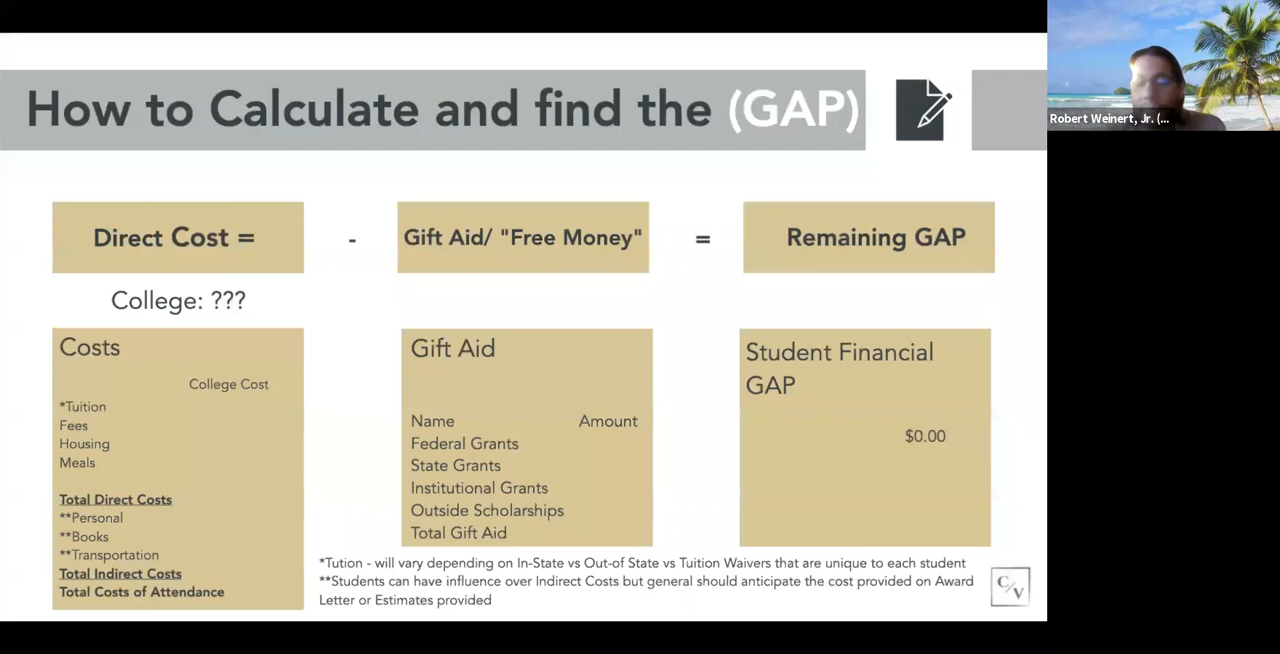 How to Calculate and find the (GAP)
Robert Weinert, Jr. (...
Direct Cost =
-
Gift Aid/ "Free Money"
=
Remaining GAP
College: ???
Costs
College Cost
*Tuition
Fees
Housing
Meals
Total Direct Costs
**Personal
**Books
**Transportation
Total Indirect Costs
Total Costs of Attendance
Gift Aid
Name Amount
Federal Grants
State Grants
Institutional Grants
Outside Scholarships
Total Gift Aid
Student Financial
GAP
$0.00
*Tution - will vary depending on In-State vs Out-of State vs Tuition Waivers that are unique to each student
**Students can have influence over Indirect Costs but general should anticipate the cost provided on Award
Letter or Estimates provided
C/V